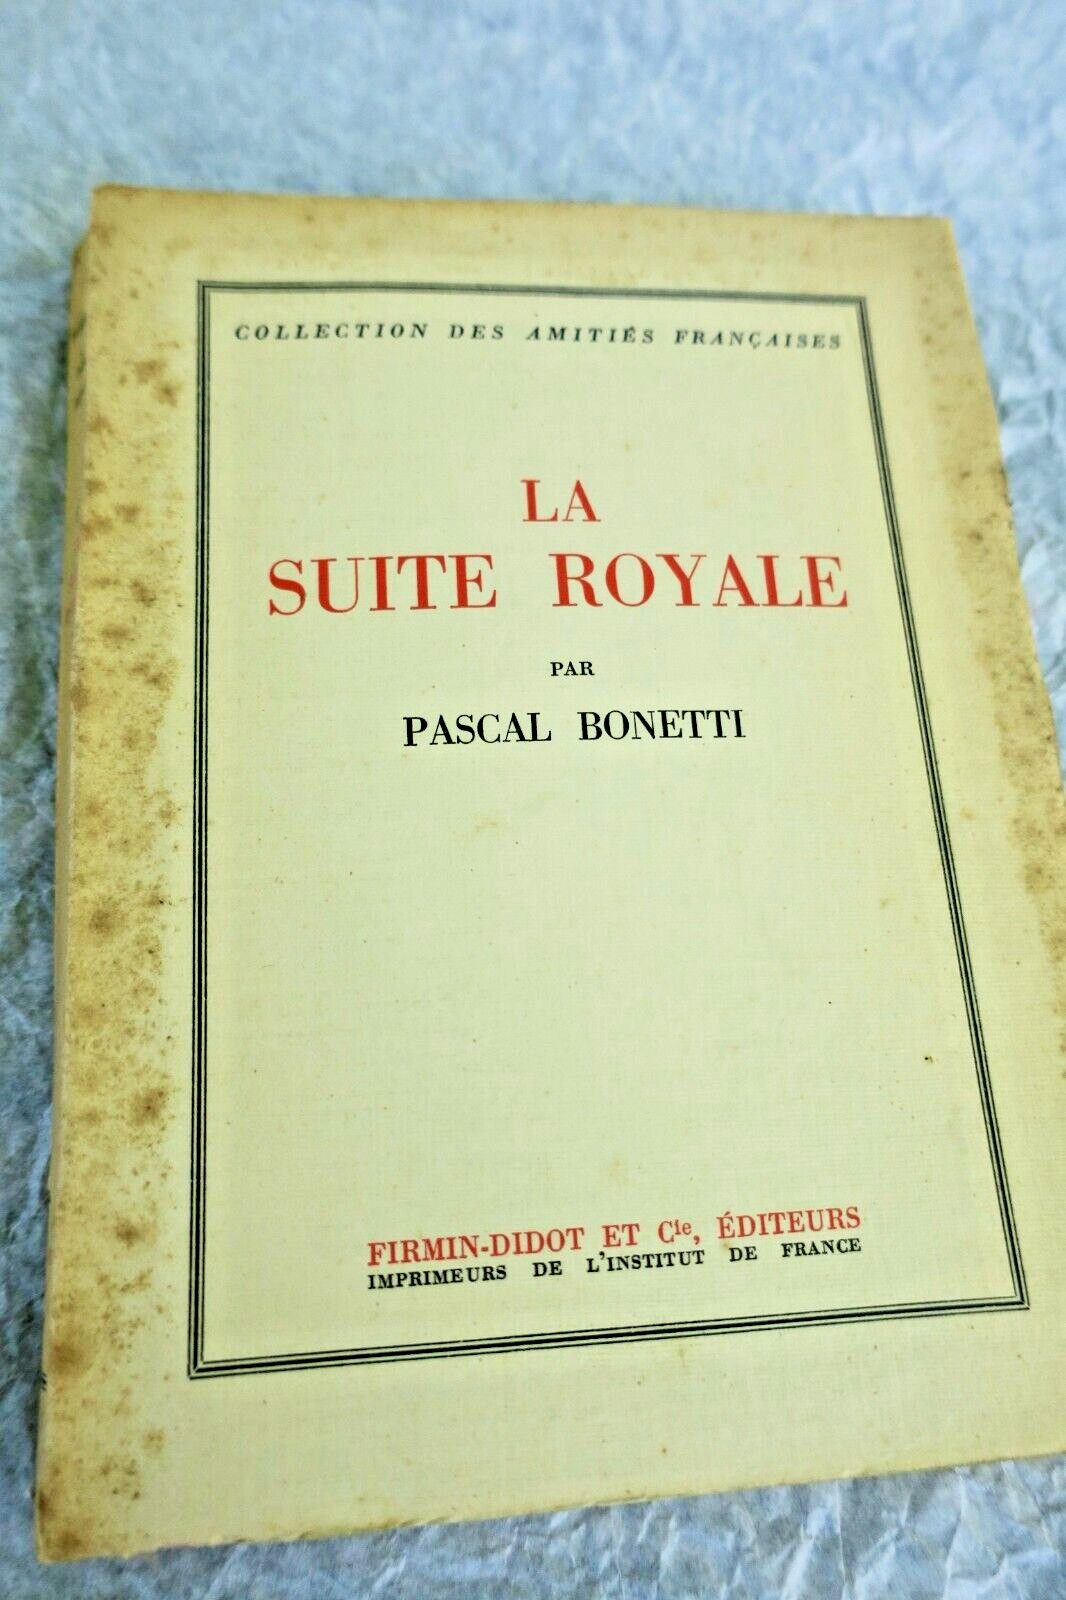 COLLECTION DES AMITIÉS FRANÇAISES
LA
SUITE ROYALE
PAR
PASCAL BONETTI
FIRMIN-DIDOT ET Cie, ÉDITEURS
IMPRIMEURS DE L'INSTITUT DE FRANCE